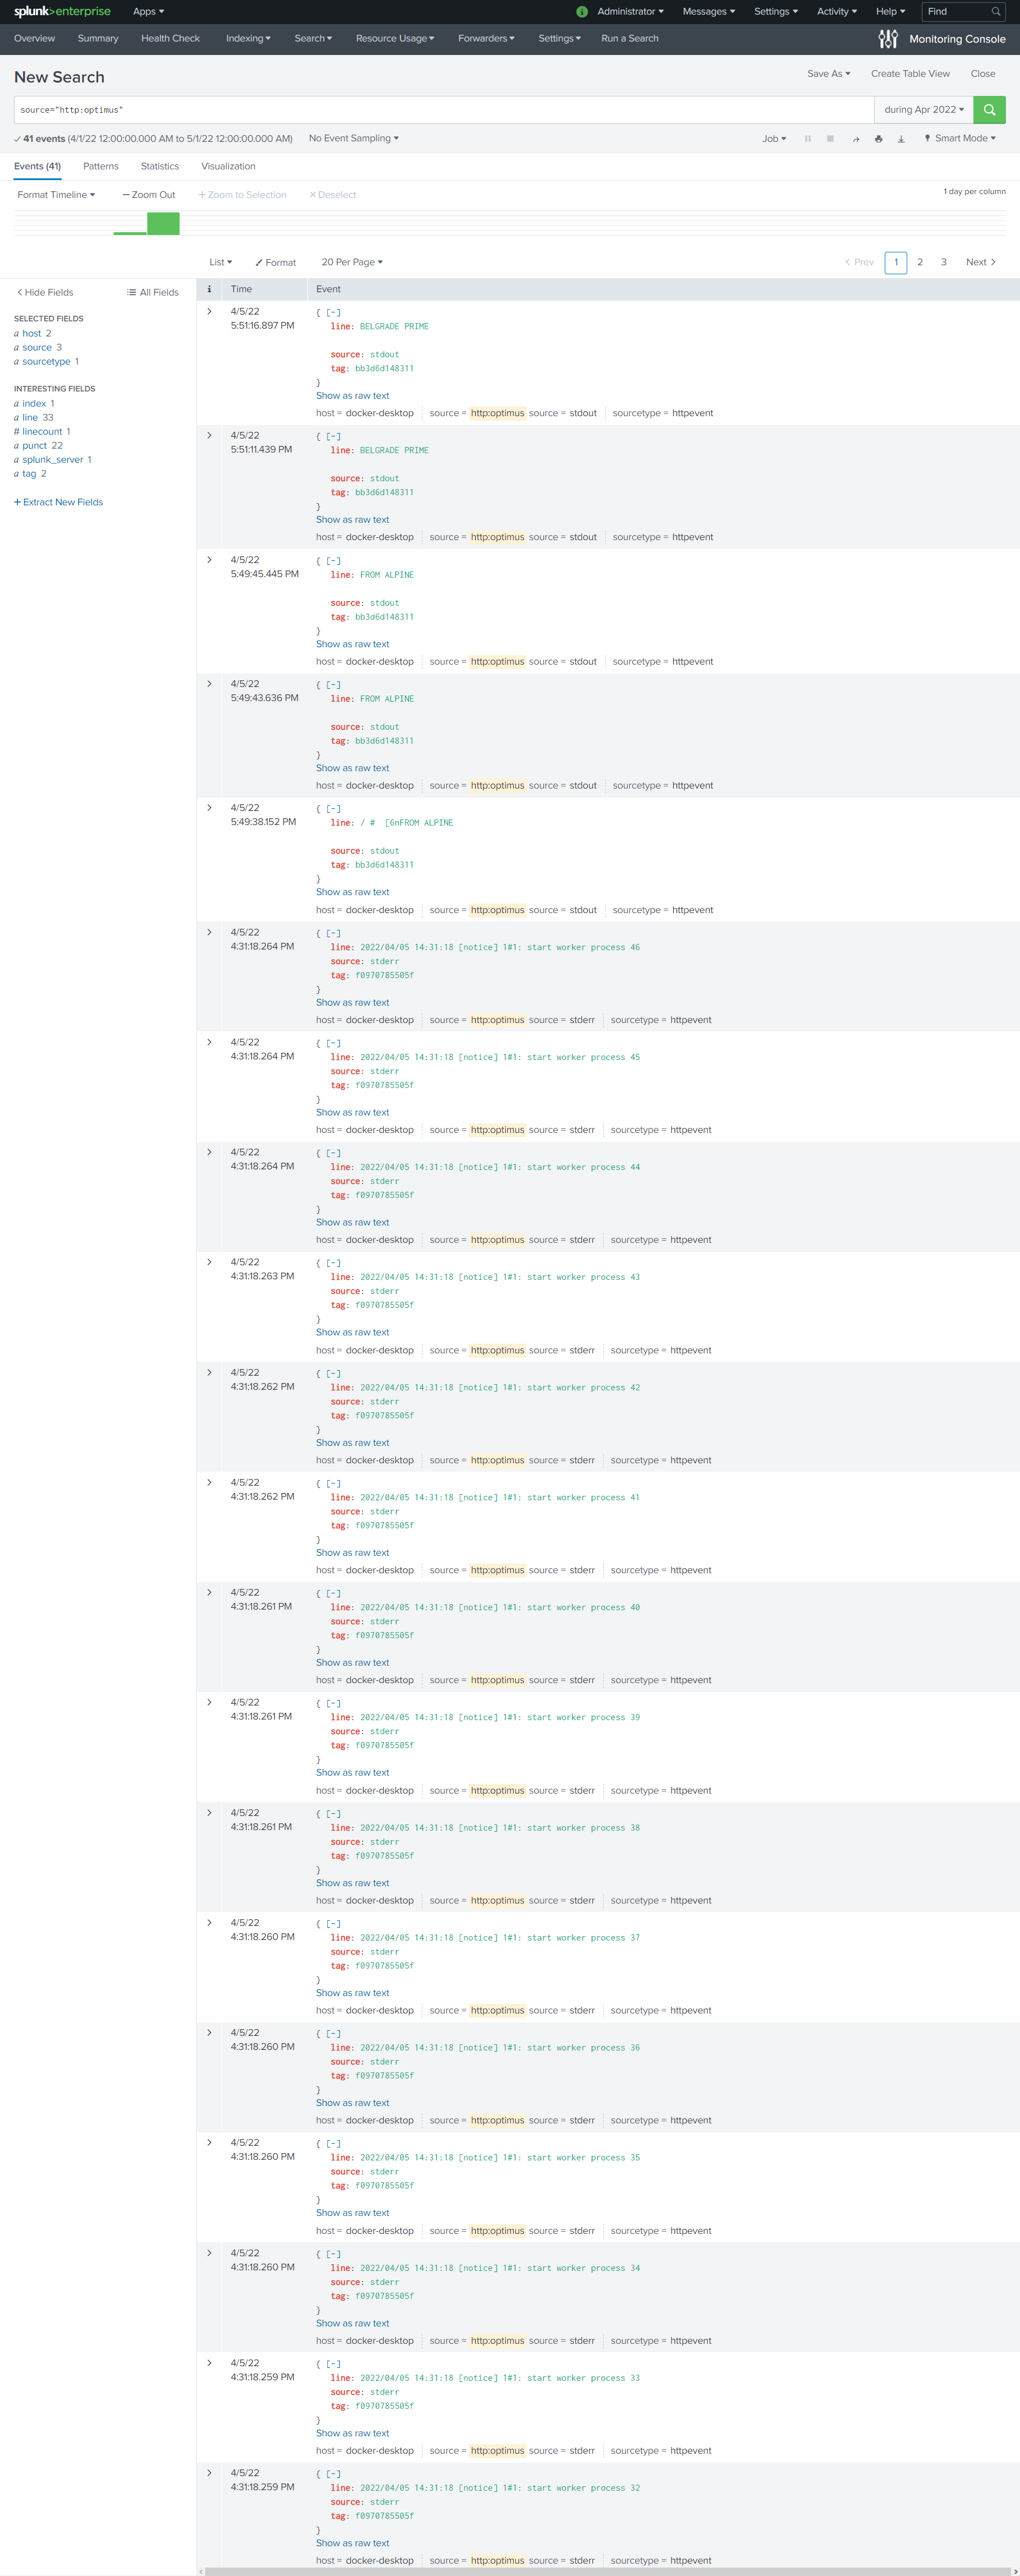 splunk>enterprise Apps Administrator Messages Settings Activity Help Find
Overview Summary Health Check Indexing Search Resource Usage Forwarders Settings Run a Search Monitoring Console
New Search Save As Create Table View Close
source="http:optimus" during Apr 2022
41 events (4/1/22 12:00:00.000 AM to 5/1/22 12:00:00.000 AM) No Event Sampling Job Smart Mode
Events (41) Patterns Statistics Visualization
Format Timeline — Zoom Out + Zoom to Selection × Deselect 1 day per column
List Format 20 Per Page < Prev 1 2 3 Next >
< Hide Fields All Fields
SELECTED FIELDS
a host 2
a source 3
a sourcetype 1
INTERESTING FIELDS
a index 1
a line 33
# linecount 1
a punct 22
a splunk_server 1
a tag 2
+ Extract New Fields
i Time Event
> 4/5/22 { [-]
5:51:16.897 PM line: BELGRADE PRIME
source: stdout
tag: bb3d6d148311
}
Show as raw text
host = docker-desktop source = http:optimus source = stdout sourcetype = httpevent
> 4/5/22 { [-]
5:51:11.439 PM line: BELGRADE PRIME
source: stdout
tag: bb3d6d148311
}
Show as raw text
host = docker-desktop source = http:optimus source = stdout sourcetype = httpevent
> 4/5/22 { [-]
5:49:45.445 PM line: FROM ALPINE
source: stdout
tag: bb3d6d148311
}
Show as raw text
host = docker-desktop source = http:optimus source = stdout sourcetype = httpevent
> 4/5/22 { [-]
5:49:43.636 PM line: FROM ALPINE
source: stdout
tag: bb3d6d148311
}
Show as raw text
host = docker-desktop source = http:optimus source = stdout sourcetype = httpevent
> 4/5/22 { [-]
5:49:38.152 PM line: / # [6nFROM ALPINE
source: stdout
tag: bb3d6d148311
}
Show as raw text
host = docker-desktop source = http:optimus source = stdout sourcetype = httpevent
> 4/5/22 { [-]
4:31:18.264 PM line: 2022/04/05 14:31:18 [notice] 1#1: start worker process 46
source: stderr
tag: f0970785505f
}
Show as raw text
host = docker-desktop source = http:optimus source = stderr sourcetype = httpevent
> 4/5/22 { [-]
4:31:18.264 PM line: 2022/04/05 14:31:18 [notice] 1#1: start worker process 45
source: stderr
tag: f0970785505f
}
Show as raw text
host = docker-desktop source = http:optimus source = stderr sourcetype = httpevent
> 4/5/22 { [-]
4:31:18.264 PM line: 2022/04/05 14:31:18 [notice] 1#1: start worker process 44
source: stderr
tag: f0970785505f
}
Show as raw text
host = docker-desktop source = http:optimus source = stderr sourcetype = httpevent
> 4/5/22 { [-]
4:31:18.263 PM line: 2022/04/05 14:31:18 [notice] 1#1: start worker process 43
source: stderr
tag: f0970785505f
}
Show as raw text
host = docker-desktop source = http:optimus source = stderr sourcetype = httpevent
> 4/5/22 { [-]
4:31:18.262 PM line: 2022/04/05 14:31:18 [notice] 1#1: start worker process 42
source: stderr
tag: f0970785505f
}
Show as raw text
host = docker-desktop source = http:optimus source = stderr sourcetype = httpevent
> 4/5/22 { [-]
4:31:18.262 PM line: 2022/04/05 14:31:18 [notice] 1#1: start worker process 41
source: stderr
tag: f0970785505f
}
Show as raw text
host = docker-desktop source = http:optimus source = stderr sourcetype = httpevent
> 4/5/22 { [-]
4:31:18.261 PM line: 2022/04/05 14:31:18 [notice] 1#1: start worker process 40
source: stderr
tag: f0970785505f
}
Show as raw text
host = docker-desktop source = http:optimus source = stderr sourcetype = httpevent
> 4/5/22 { [-]
4:31:18.261 PM line: 2022/04/05 14:31:18 [notice] 1#1: start worker process 39
source: stderr
tag: f0970785505f
}
Show as raw text
host = docker-desktop source = http:optimus source = stderr sourcetype = httpevent
> 4/5/22 { [-]
4:31:18.261 PM line: 2022/04/05 14:31:18 [notice] 1#1: start worker process 38
source: stderr
tag: f0970785505f
}
Show as raw text
host = docker-desktop source = http:optimus source = stderr sourcetype = httpevent
> 4/5/22 { [-]
4:31:18.260 PM line: 2022/04/05 14:31:18 [notice] 1#1: start worker process 37
source: stderr
tag: f0970785505f
}
Show as raw text
host = docker-desktop source = http:optimus source = stderr sourcetype = httpevent
> 4/5/22 { [-]
4:31:18.260 PM line: 2022/04/05 14:31:18 [notice] 1#1: start worker process 36
source: stderr
tag: f0970785505f
}
Show as raw text
host = docker-desktop source = http:optimus source = stderr sourcetype = httpevent
> 4/5/22 { [-]
4:31:18.260 PM line: 2022/04/05 14:31:18 [notice] 1#1: start worker process 35
source: stderr
tag: f0970785505f
}
Show as raw text
host = docker-desktop source = http:optimus source = stderr sourcetype = httpevent
> 4/5/22 { [-]
4:31:18.260 PM line: 2022/04/05 14:31:18 [notice] 1#1: start worker process 34
source: stderr
tag: f0970785505f
}
Show as raw text
host = docker-desktop source = http:optimus source = stderr sourcetype = httpevent
> 4/5/22 { [-]
4:31:18.259 PM line: 2022/04/05 14:31:18 [notice] 1#1: start worker process 33
source: stderr
tag: f0970785505f
}
Show as raw text
host = docker-desktop source = http:optimus source = stderr sourcetype = httpevent
> 4/5/22 { [-]
4:31:18.259 PM line: 2022/04/05 14:31:18 [notice] 1#1: start worker process 32
source: stderr
tag: f0970785505f
}
Show as raw text
host = docker-desktop source = http:optimus source = stderr sourcetype = httpevent